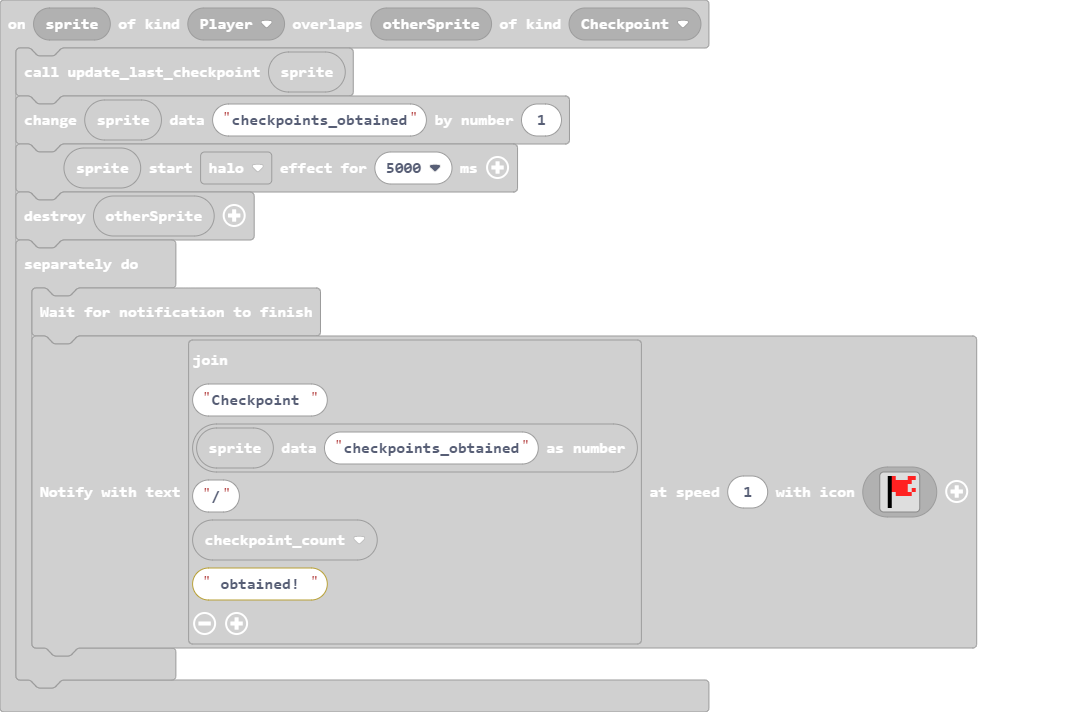 on sprite of kind Player overlaps otherSprite of kind Checkpoint
call update_last_checkpoint sprite
change sprite data "checkpoints_obtained" by number 1
sprite start halo effect for 5000 ms
destroy otherSprite
separately do
Wait for notification to finish
join
"Checkpoint "
sprite data "checkpoints_obtained" as number
Notify with text "/" at speed 1 with icon
checkpoint_count
" obtained! "